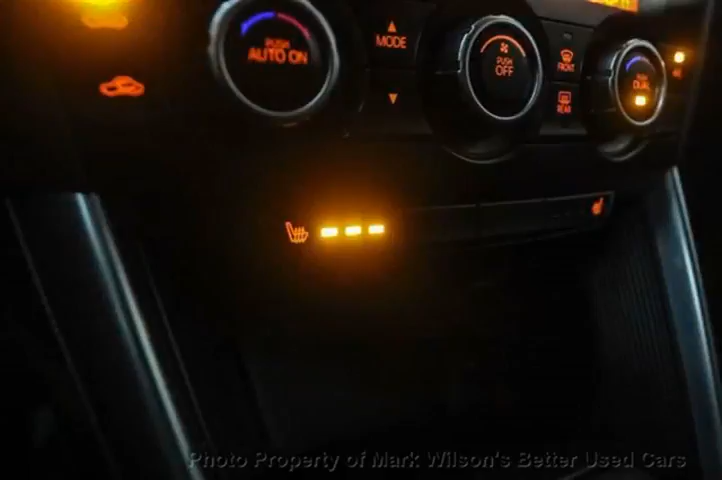 PUSH
AUTO ON
MODE
PUSH
OFF
FRONT
REAR
PUSH
DUAL
Photo Property of Mark Wilson's Better Used Cars